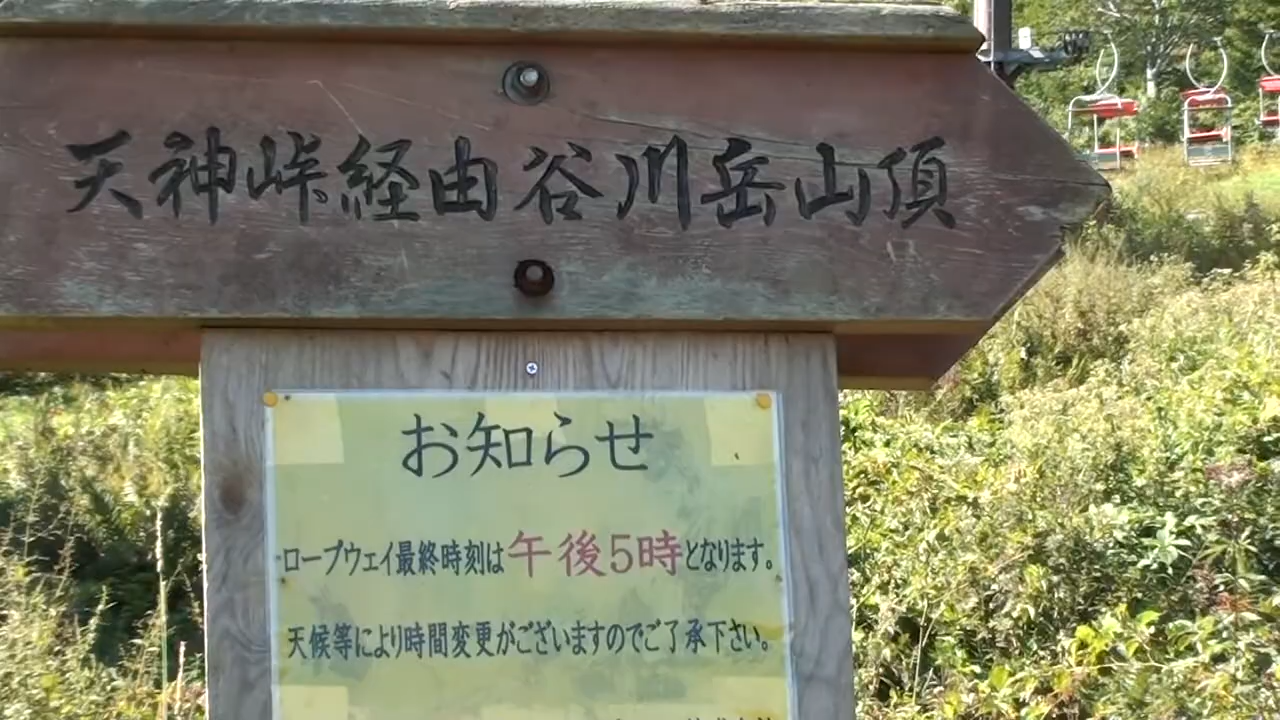 天神峠経由谷川岳山頂
お知らせ
・ロープウェイ最終時刻は午後5時となります。
天候等により時間変更がございますのでご了承下さい。